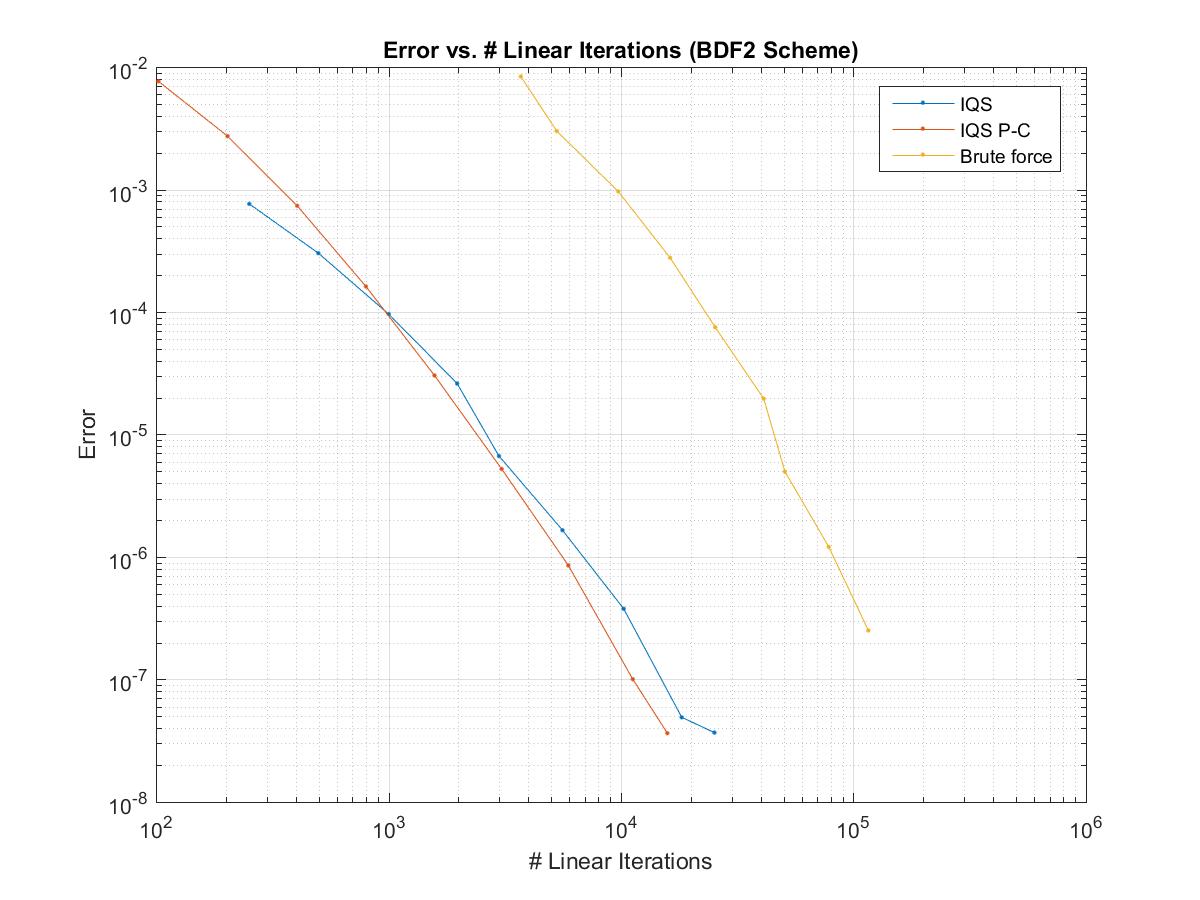 Error vs. # Linear Iterations (BDF2 Scheme)
IQS
IQS P-C
Brute force
Error
10^-2
10^-3
10^-4
10^-5
10^-6
10^-7
10^-8
10^2 10^3 10^4 10^5 10^6
# Linear Iterations